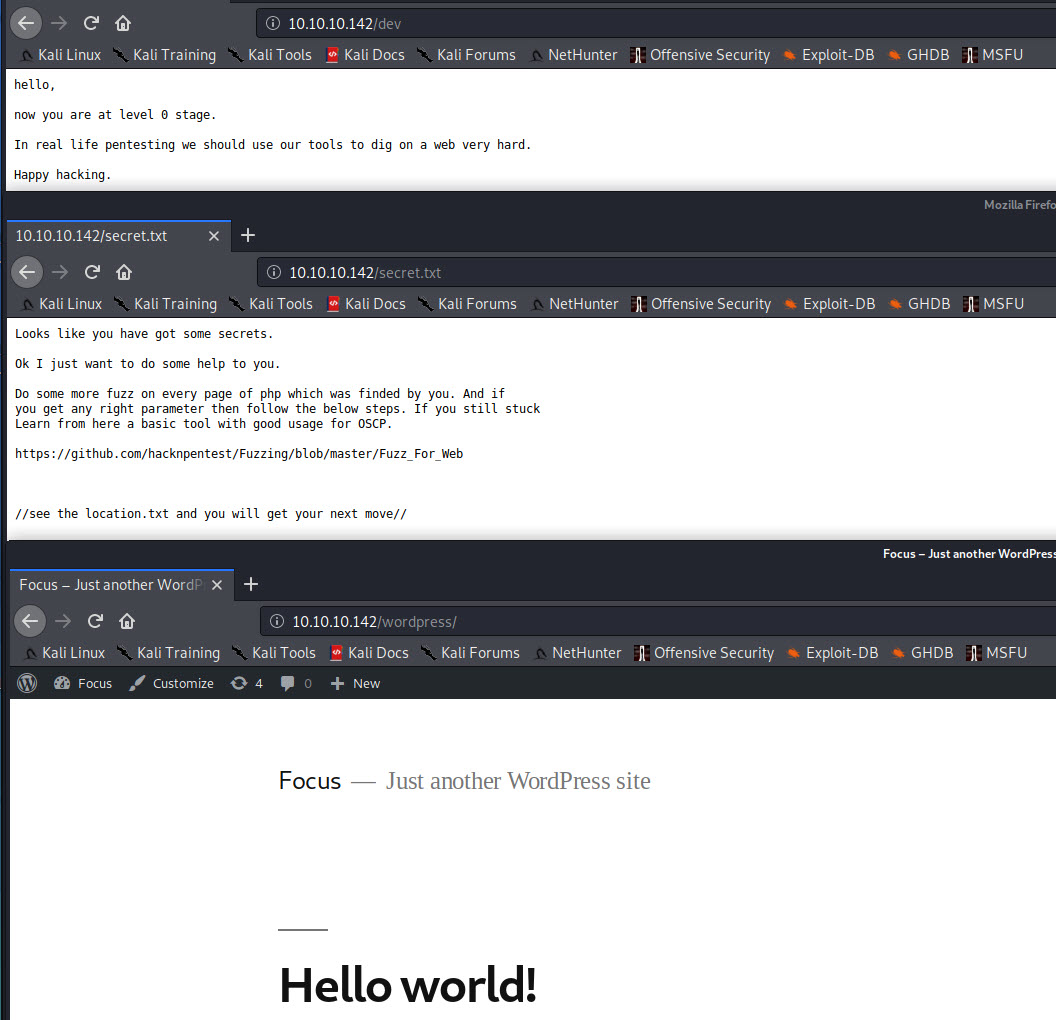 10.10.10.142/dev
Kali Linux Kali Training Kali Tools Kali Docs Kali Forums NetHunter Offensive Security Exploit-DB GHDB MSFU
hello,
now you are at level 0 stage.
In real life pentesting we should use our tools to dig on a web very hard.
Happy hacking.
Mozilla Firefo
10.10.10.142/secret.txt
10.10.10.142/secret.txt
Kali Linux Kali Training Kali Tools Kali Docs Kali Forums NetHunter Offensive Security Exploit-DB GHDB MSFU
Looks like you have got some secrets.
Ok I just want to do some help to you.
Do some more fuzz on every page of php which was finded by you. And if
you get any right parameter then follow the below steps. If you still stuck
Learn from here a basic tool with good usage for OSCP.
https://github.com/hacknpentest/Fuzzing/blob/master/Fuzz_For_Web
//see the location.txt and you will get your next move//
Focus – Just another WordPress
Focus – Just another WordP
10.10.10.142/wordpress/
Kali Linux Kali Training Kali Tools Kali Docs Kali Forums NetHunter Offensive Security Exploit-DB GHDB MSFU
Focus Customize 4 0 New
Focus — Just another WordPress site
Hello world!